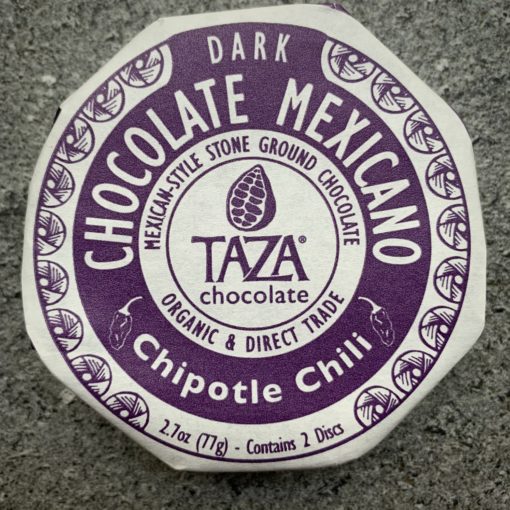 DARK
CHOCOLATE MEXICANO
MEXICAN-STYLE STONE GROUND CHOCOLATE
TAZA®
chocolate
ORGANIC & DIRECT TRADE
Chipotle Chili
2.7oz (77g) - Contains 2 Discs